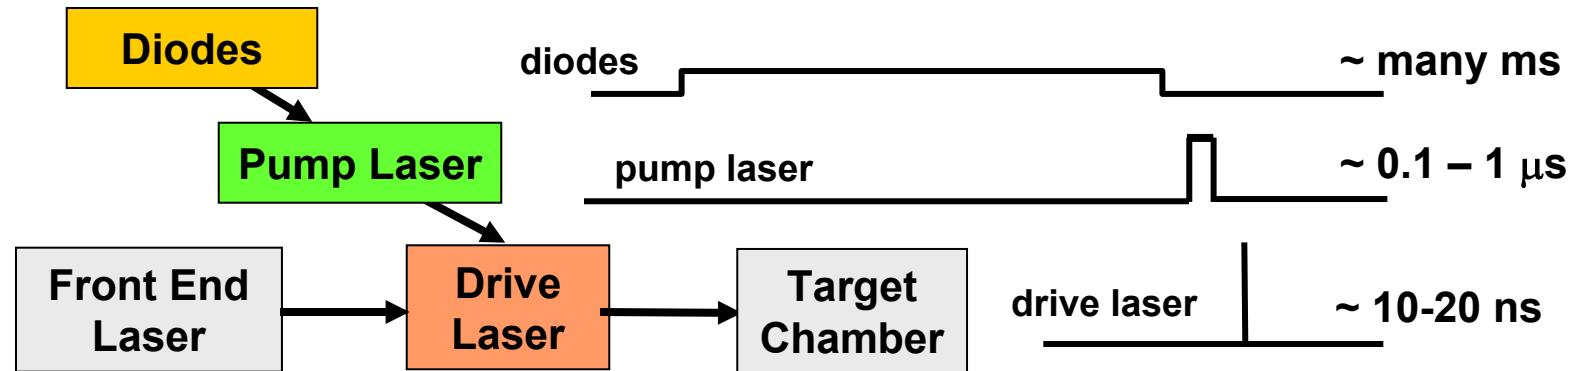 Diodes
diodes
~ many ms
Pump Laser
pump laser
~ 0.1 – 1 μs
Front End
Laser
Drive
Laser
Target
Chamber
drive laser
~ 10-20 ns